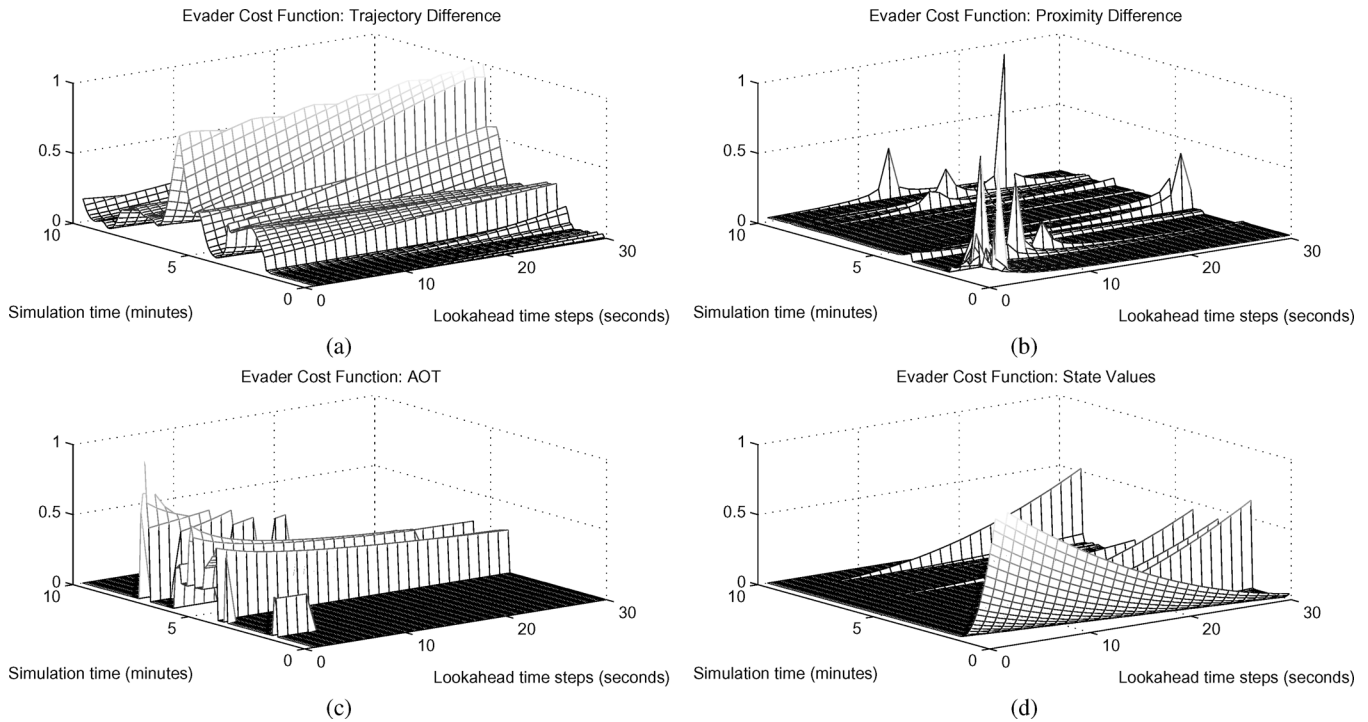 Evader Cost Function: Trajectory Difference
1
0.5
0
10
5
0
0
10
20
30
Simulation time (minutes)
Lookahead time steps (seconds)
(a)
Evader Cost Function: Proximity Difference
1
0.5
0
10
5
0
0
10
20
30
Simulation time (minutes)
Lookahead time steps (seconds)
(b)
Evader Cost Function: AOT
1
0.5
0
10
5
0
0
10
20
30
Simulation time (minutes)
Lookahead time steps (seconds)
(c)
Evader Cost Function: State Values
1
0.5
0
10
5
0
0
10
20
30
Simulation time (minutes)
Lookahead time steps (seconds)
(d)